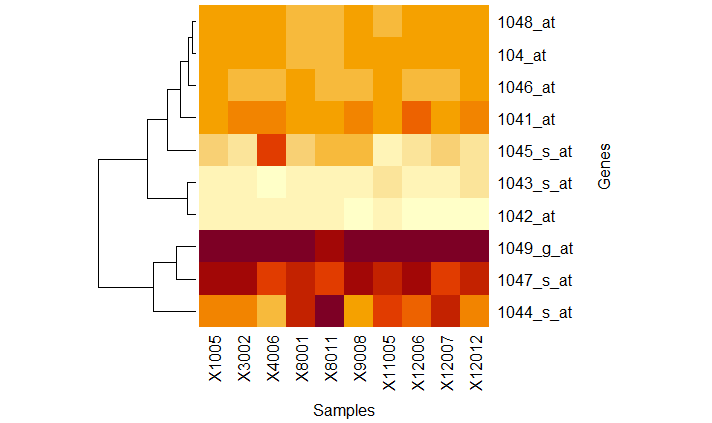 1048_at
104_at
1046_at
1041_at
1045_s_at
1043_s_at
1042_at
1049_g_at
1047_s_at
1044_s_at
Genes
X1005
X3002
X4006
X8001
X8011
X9008
X11005
X12006
X12007
X12012
Samples